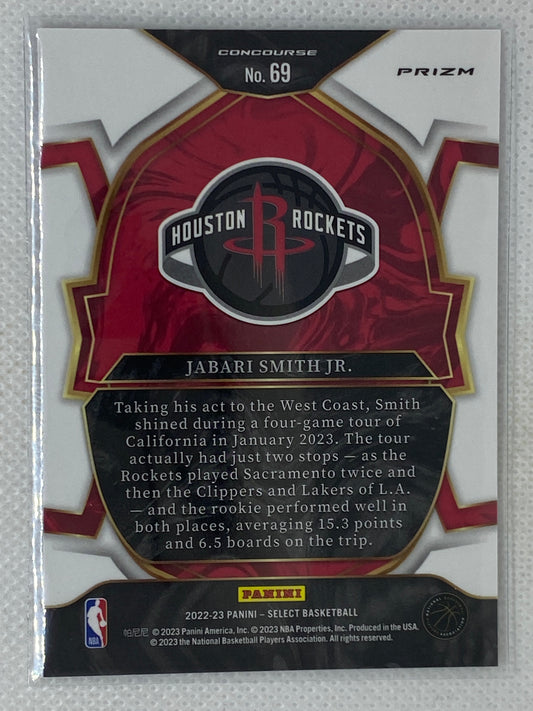 CONCOURSE
No. 69
PRIZM
HOUSTON R ROCKETS
JABARI SMITH JR.
Taking his act to the West Coast, Smith
shined during a four-game tour of
California in January 2023. The tour
actually had just two stops — as the
Rockets played Sacramento twice and
then the Clippers and Lakers of L.A.
— and the rookie performed well in
both places, averaging 15.3 points
and 6.5 boards on the trip.
PANINI
2022-23 PANINI – SELECT BASKETBALL
NBA
帕尼尼 © 2023 Panini America, Inc. © 2023 NBA Properties, Inc. Produced in the USA.
© 2023 the National Basketball Players Association. All rights reserved.